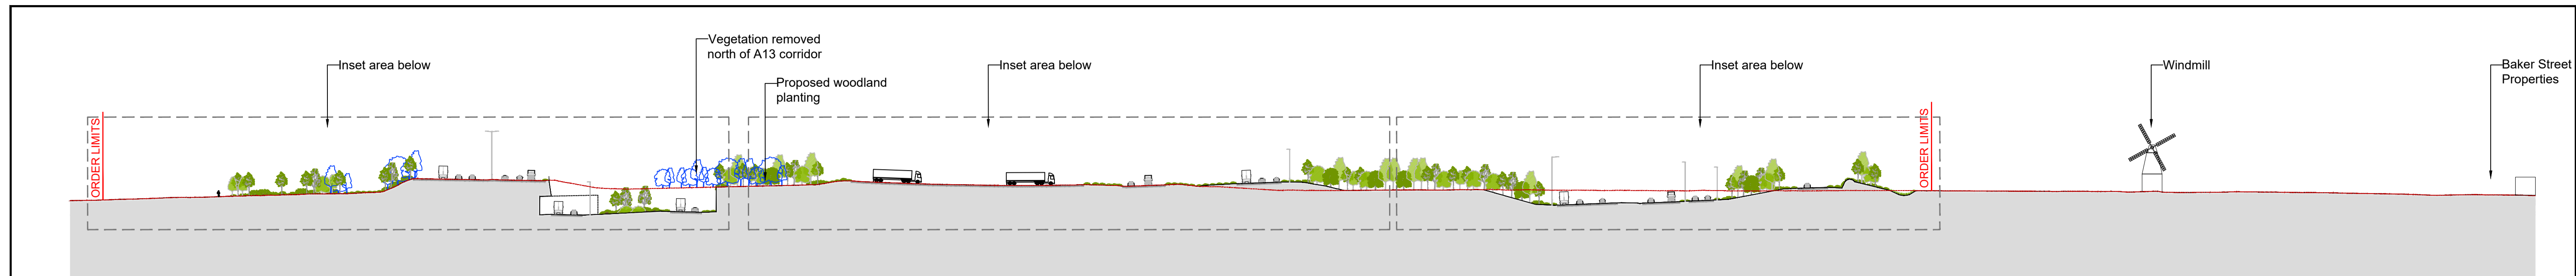 ORDER LIMITS
Inset area below
Vegetation removed
north of A13 corridor
Proposed woodland
planting
Inset area below
Inset area below
ORDER LIMITS
Windmill
Baker Street
Properties